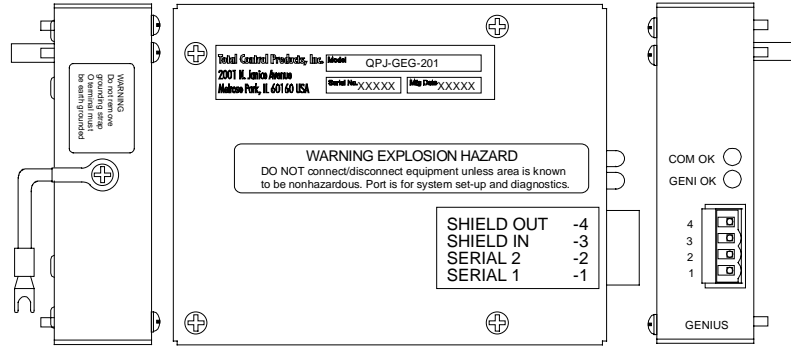 WARNING
Do not remove
grounding strap
O terminal must
be earth grounded
Total Control Products, Inc.
2001 N. Janice Avenue
Melrose Park, IL 60160 USA
Model
QPJ-GEG-201
Serial No. XXXXX
Mfg Date XXXXX
WARNING EXPLOSION HAZARD
DO NOT connect/disconnect equipment unless area is known
to be nonhazardous. Port is for system set-up and diagnostics.
SHIELD OUT -4
SHIELD IN -3
SERIAL 2 -2
SERIAL 1 -1
COM OK
GENI OK
4
3
2
1
GENIUS